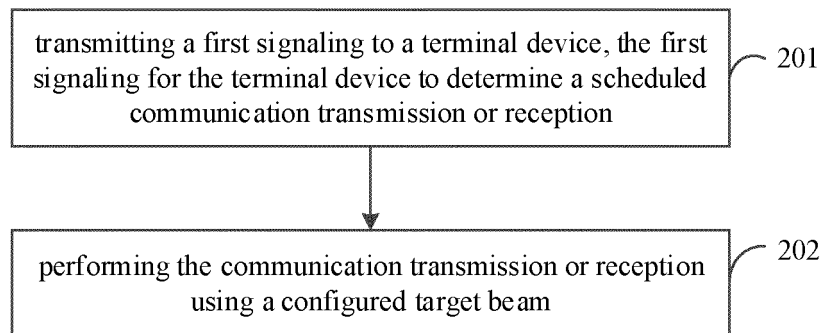 transmitting a first signaling to a terminal device, the first
signaling for the terminal device to determine a scheduled
communication transmission or reception
201
performing the communication transmission or reception
using a configured target beam
202